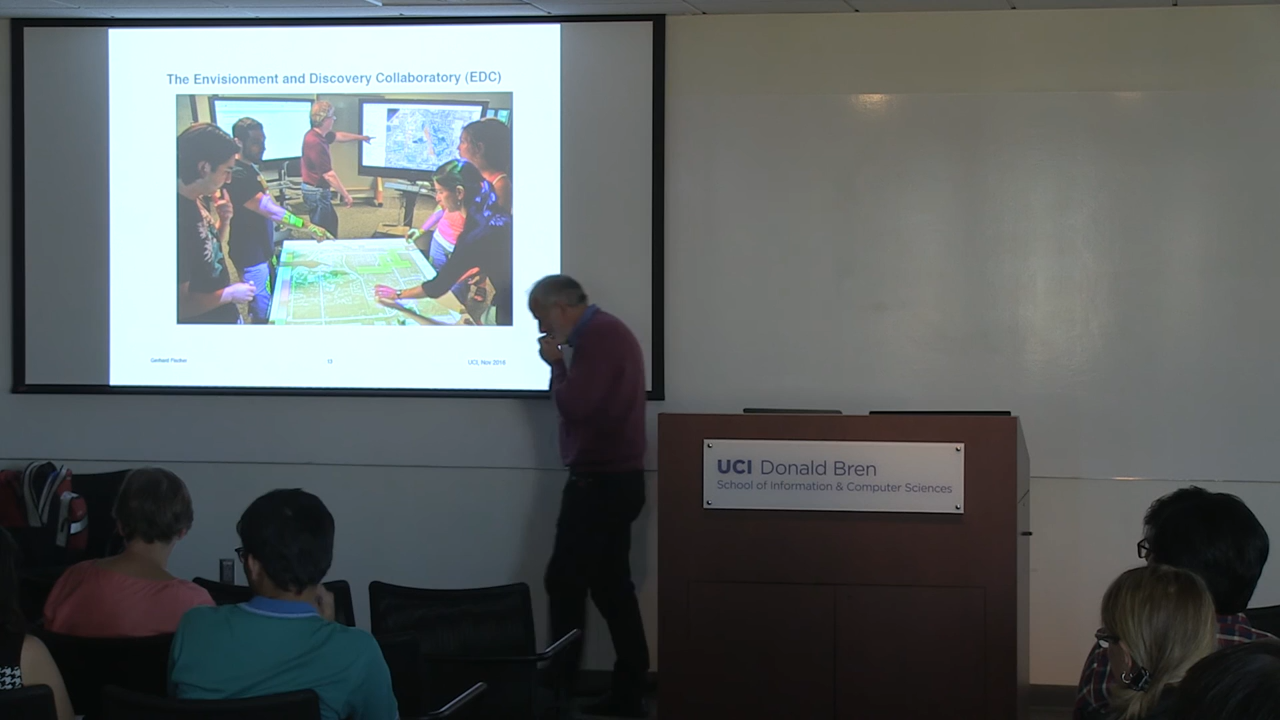 The Envisionment and Discovery Collaboratory (EDC)
Gerhard Fischer
13
UCI, Nov 2016
UCI Donald Bren
School of Information & Computer Sciences